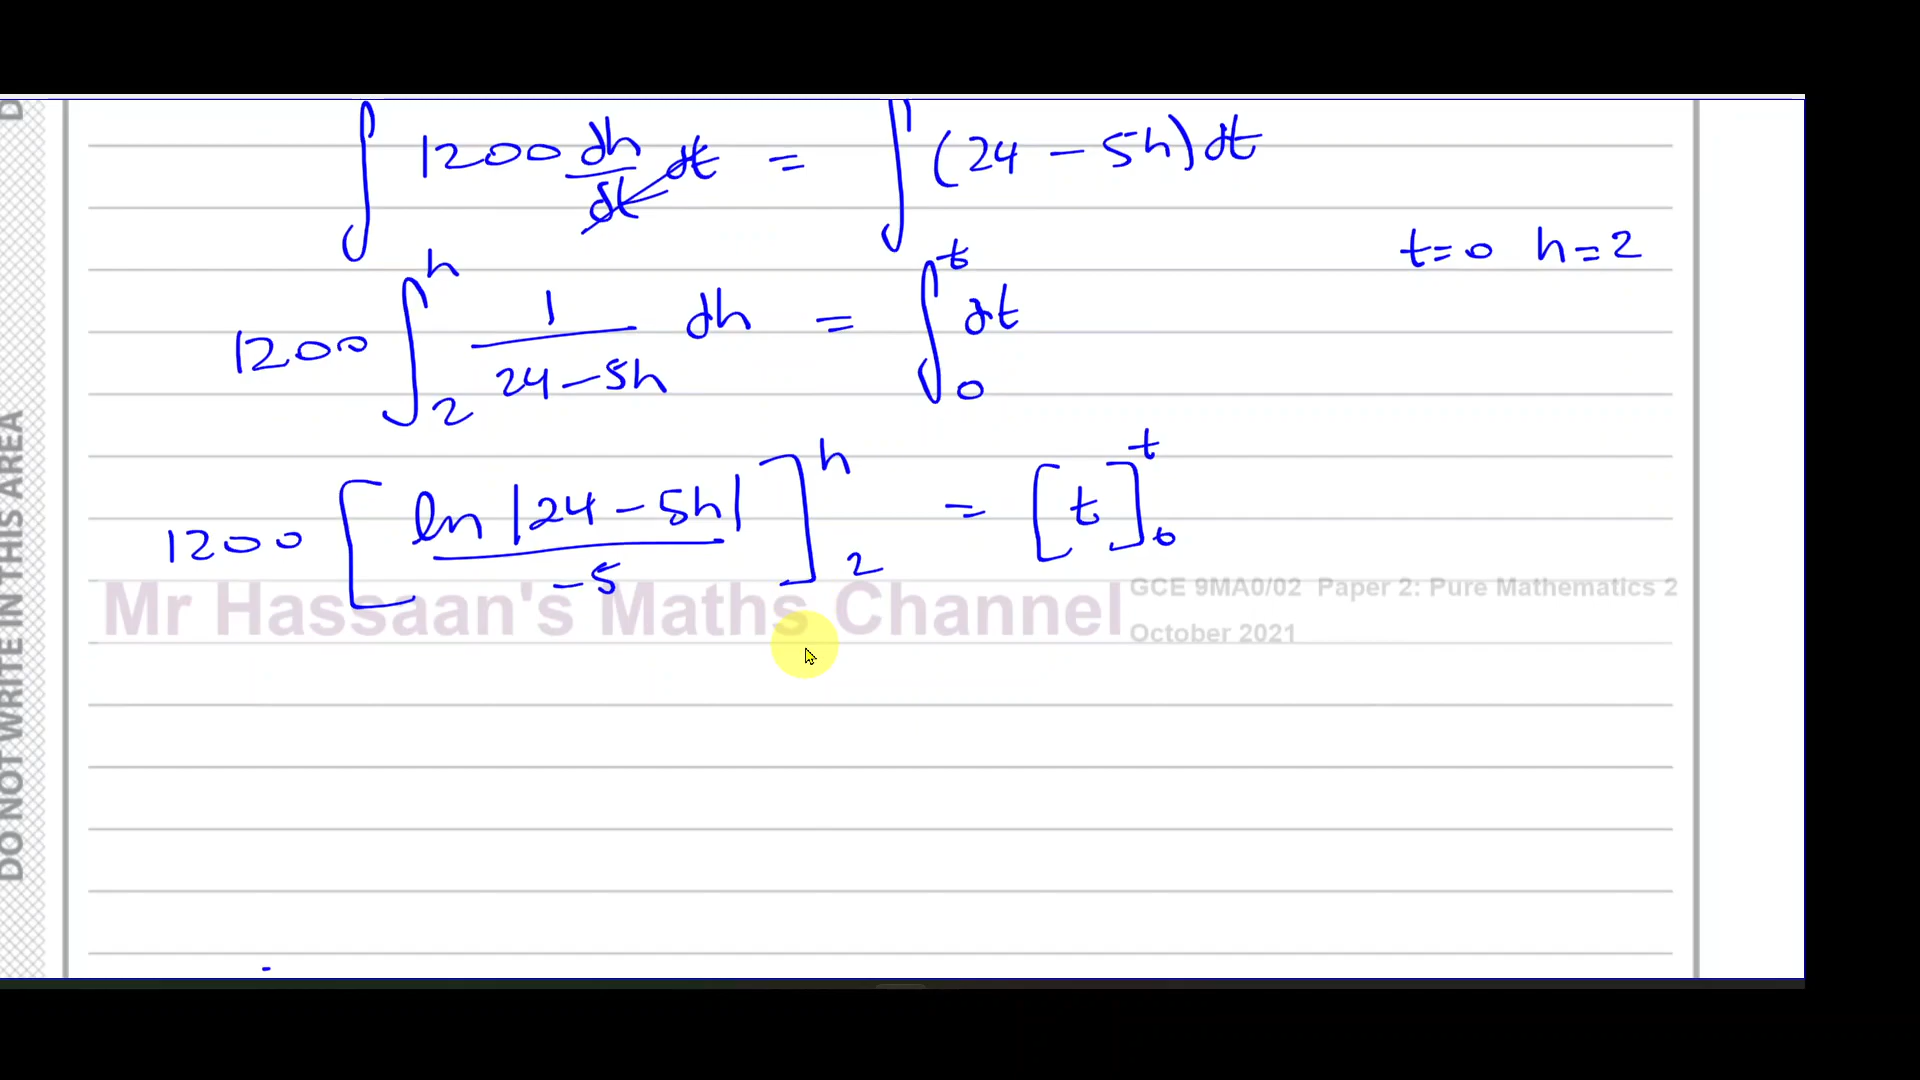 ∫ 1200 dh/dt dt = ∫ (24 - 5h) dt
t=0 h=2
1200 ∫₂ʰ 1/(24-5h) dh = ∫₀ᵗ dt
1200 [ ln|24-5h| / -5 ]₂ʰ = [t]₀ᵗ
Mr Hassaan's Maths Channel
GCE 9MA0/02 Paper 2: Pure Mathematics 2
October 2021
DO NOT WRITE IN THIS AREA
D